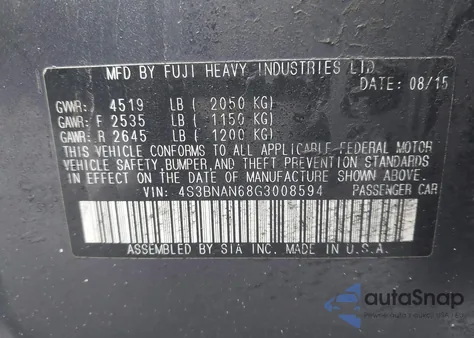 MFD BY FUJI HEAVY INDUSTRIES LTD.
DATE: 08/15
GVWR: 4519 LB ( 2050 KG)
GAWR: F 2535 LB ( 1150 KG)
GAWR: R 2645 LB ( 1200 KG)
THIS VEHICLE CONFORMS TO ALL APPLICABLE FEDERAL MOTOR
VEHICLE SAFETY, BUMPER, AND THEFT PREVENTION STANDARDS
IN EFFECT ON THE DATE OF MANUFACTURE SHOWN ABOVE.
VIN: 4S3BNAN68G3008594 PASSENGER CAR
ASSEMBLED BY SIA INC. MADE IN U.S.A.
autoSnap